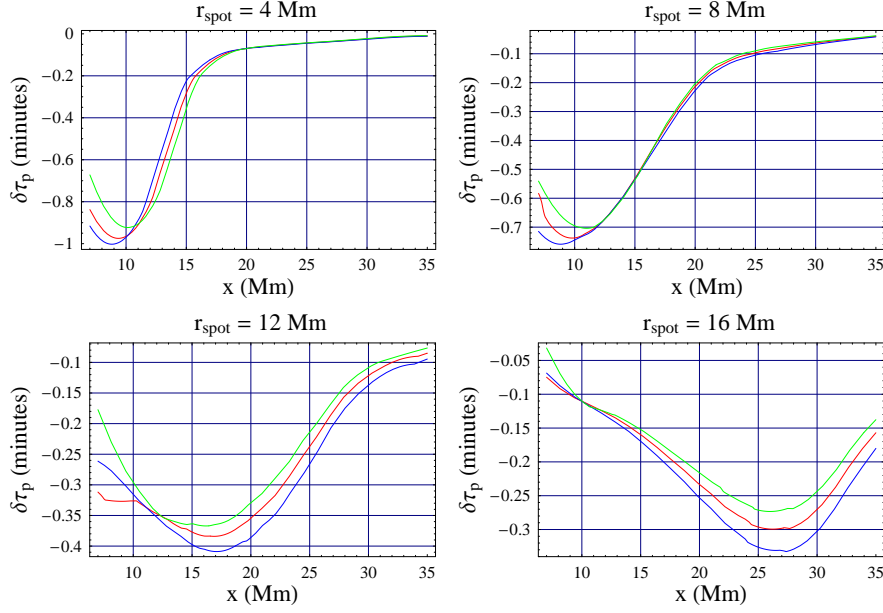 r_spot = 4 Mm
0
−0.2
−0.4
−0.6
−0.8
−1
δτ_p (minutes)
10 15 20 25 30 35
x (Mm)
r_spot = 8 Mm
−0.1
−0.2
−0.3
−0.4
−0.5
−0.6
−0.7
δτ_p (minutes)
10 15 20 25 30 35
x (Mm)
r_spot = 12 Mm
−0.1
−0.15
−0.2
−0.25
−0.3
−0.35
−0.4
δτ_p (minutes)
10 15 20 25 30 35
x (Mm)
r_spot = 16 Mm
−0.05
−0.1
−0.15
−0.2
−0.25
−0.3
δτ_p (minutes)
10 15 20 25 30 35
x (Mm)